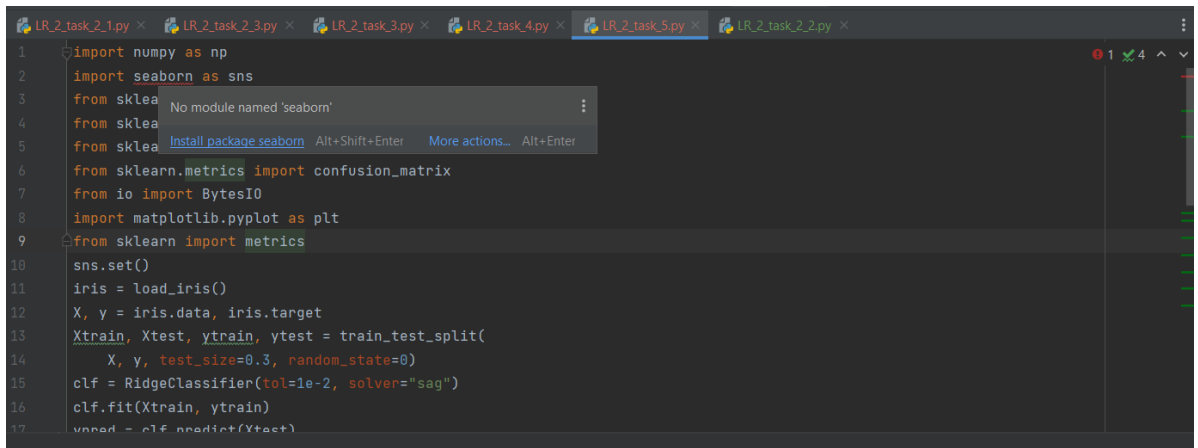 LR_2_task_2_1.py LR_2_task_2_3.py LR_2_task_3.py LR_2_task_4.py LR_2_task_5.py LR_2_task_2_2.py
1 import numpy as np
1 4
2 import seaborn as sns
3 from sklea
No module named 'seaborn'
4 from sklea
5 from sklea
Install package seaborn Alt+Shift+Enter More actions... Alt+Enter
6 from sklearn.metrics import confusion_matrix
7 from io import BytesIO
8 import matplotlib.pyplot as plt
9 from sklearn import metrics
10 sns.set()
11 iris = load_iris()
12 X, y = iris.data, iris.target
13 Xtrain, Xtest, ytrain, ytest = train_test_split(
14 X, y, test_size=0.3, random_state=0)
15 clf = RidgeClassifier(tol=1e-2, solver="sag")
16 clf.fit(Xtrain, ytrain)
17 ypred = clf.predict(Xtest)